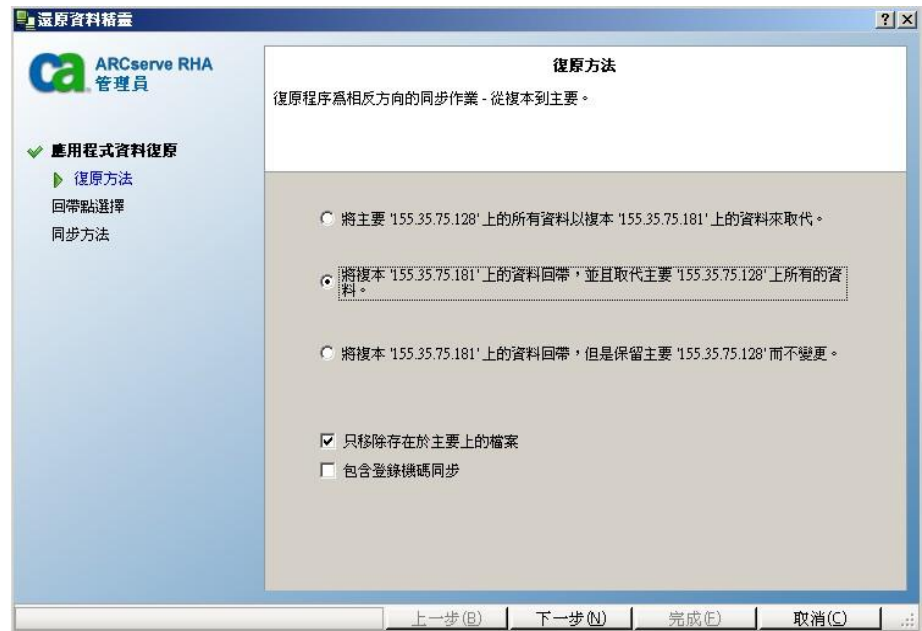 還原資料精靈
ca
ARCserve RHA
管理員
應用程式資料復原
復原方法
回帶點選擇
同步方法
復原方法
復原程序為相反方向的同步作業 - 從複本到主要。
將主要 '155.35.75.128' 上的所有資料以複本 '155.35.75.181' 上的資料來取代。
將複本 '155.35.75.181' 上的資料回帶，並且取代主要 '155.35.75.128' 上所有的資
料。
將複本 '155.35.75.181' 上的資料回帶，但是保留主要 '155.35.75.128' 而不變更。
只移除存在於主要上的檔案
包含登錄機碼同步
上一步(B)
下一步(N)
完成(F)
取消(C)